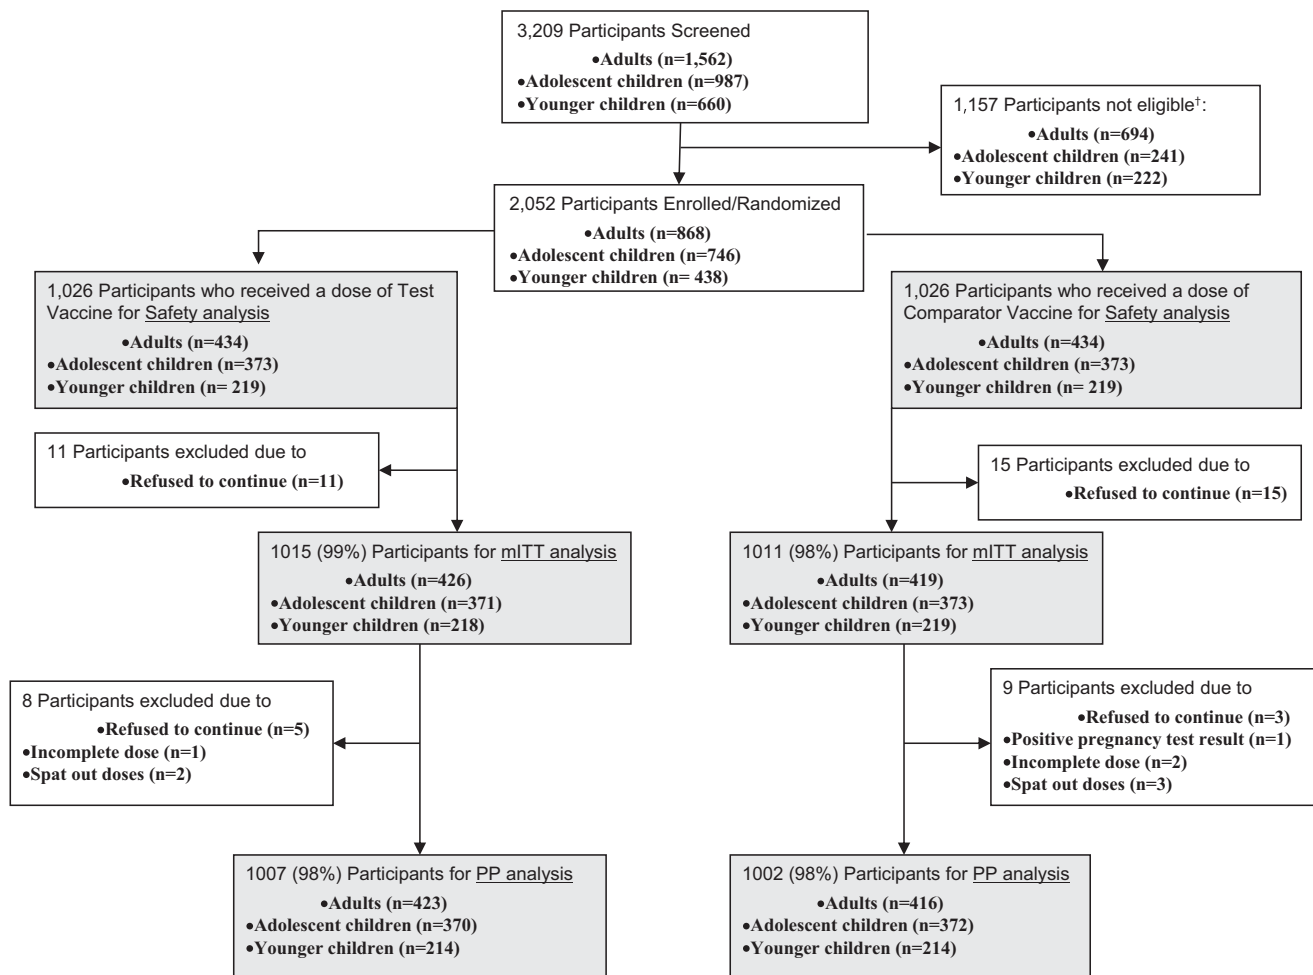 3,209 Participants Screened
•Adults (n=1,562)
•Adolescent children (n=987)
•Younger children (n=660)
1,157 Participants not eligible†:
•Adults (n=694)
•Adolescent children (n=241)
•Younger children (n=222)
2,052 Participants Enrolled/Randomized
•Adults (n=868)
•Adolescent children (n=746)
•Younger children (n= 438)
1,026 Participants who received a dose of Test
Vaccine for Safety analysis
•Adults (n=434)
•Adolescent children (n=373)
•Younger children (n= 219)
1,026 Participants who received a dose of
Comparator Vaccine for Safety analysis
•Adults (n=434)
•Adolescent children (n=373)
•Younger children (n= 219)
11 Participants excluded due to
•Refused to continue (n=11)
15 Participants excluded due to
•Refused to continue (n=15)
1015 (99%) Participants for mITT analysis
•Adults (n=426)
•Adolescent children (n=371)
•Younger children (n=218)
1011 (98%) Participants for mITT analysis
•Adults (n=419)
•Adolescent children (n=373)
•Younger children (n=219)
8 Participants excluded due to
•Refused to continue (n=5)
•Incomplete dose (n=1)
•Spat out doses (n=2)
9 Participants excluded due to
•Refused to continue (n=3)
•Positive pregnancy test result (n=1)
•Incomplete dose (n=2)
•Spat out doses (n=3)
1007 (98%) Participants for PP analysis
•Adults (n=423)
•Adolescent children (n=370)
•Younger children (n=214)
1002 (98%) Participants for PP analysis
•Adults (n=416)
•Adolescent children (n=372)
•Younger children (n=214)